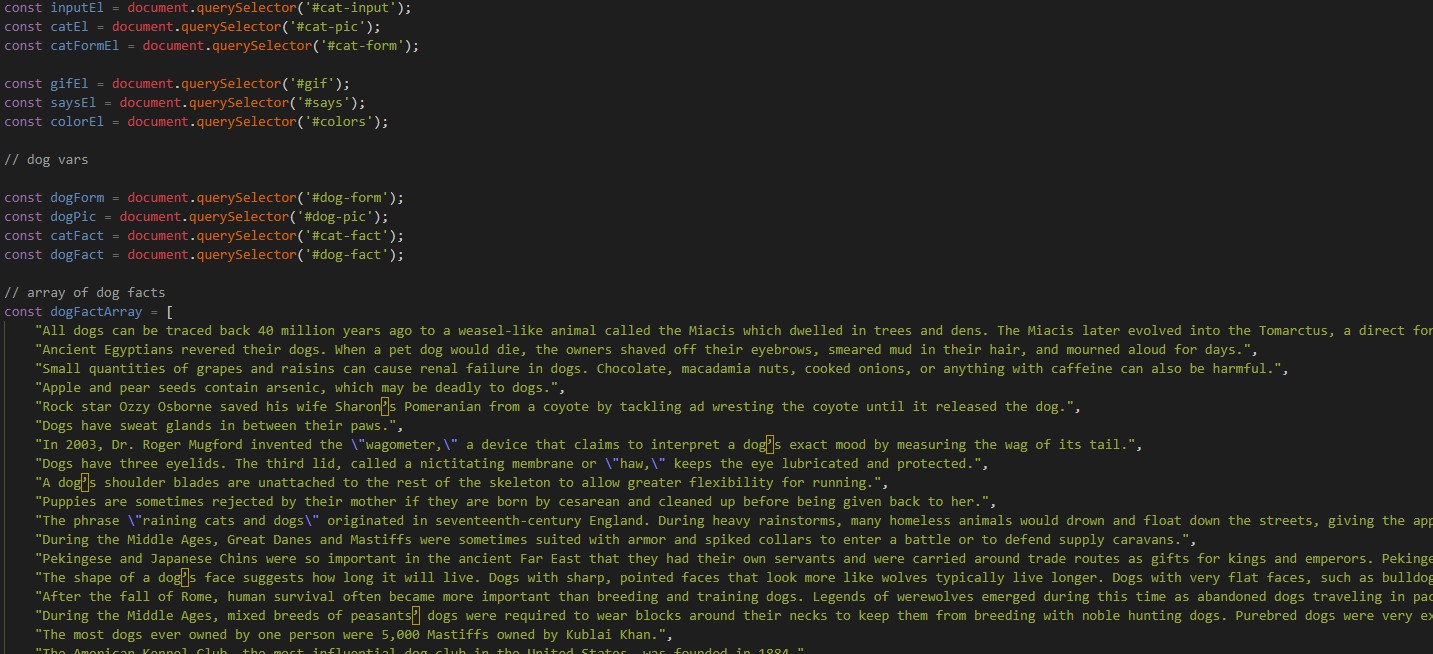 const inputEl = document.querySelector('#cat-input');
const catEl = document.querySelector('#cat-pic');
const catFormEl = document.querySelector('#cat-form');
const gifEl = document.querySelector('#gif');
const saysEl = document.querySelector('#says');
const colorEl = document.querySelector('#colors');
// dog vars
const dogForm = document.querySelector('#dog-form');
const dogPic = document.querySelector('#dog-pic');
const catFact = document.querySelector('#cat-fact');
const dogFact = document.querySelector('#dog-fact');
// array of dog facts
const dogFactArray = [
"All dogs can be traced back 40 million years ago to a weasel-like animal called the Miacis which dwelled in trees and dens. The Miacis later evolved into the Tomarctus, a direct for
"Ancient Egyptians revered their dogs. When a pet dog would die, the owners shaved off their eyebrows, smeared mud in their hair, and mourned aloud for days.",
"Small quantities of grapes and raisins can cause renal failure in dogs. Chocolate, macadamia nuts, cooked onions, or anything with caffeine can also be harmful.",
"Apple and pear seeds contain arsenic, which may be deadly to dogs.",
"Rock star Ozzy Osborne saved his wife Sharon’s Pomeranian from a coyote by tackling ad wresting the coyote until it released the dog.",
"Dogs have sweat glands in between their paws.",
"In 2003, Dr. Roger Mugford invented the \"wagometer,\" a device that claims to interpret a dog’s exact mood by measuring the wag of its tail.",
"Dogs have three eyelids. The third lid, called a nictitating membrane or \"haw,\" keeps the eye lubricated and protected.",
"A dog’s shoulder blades are unattached to the rest of the skeleton to allow greater flexibility for running.",
"Puppies are sometimes rejected by their mother if they are born by cesarean and cleaned up before being given back to her.",
"The phrase \"raining cats and dogs\" originated in seventeenth-century England. During heavy rainstorms, many homeless animals would drown and float down the streets, giving the app
"During the Middle Ages, Great Danes and Mastiffs were sometimes suited with armor and spiked collars to enter a battle or to defend supply caravans.",
"Pekingese and Japanese Chins were so important in the ancient Far East that they had their own servants and were carried around trade routes as gifts for kings and emperors. Pekinge
"The shape of a dog’s face suggests how long it will live. Dogs with sharp, pointed faces that look more like wolves typically live longer. Dogs with very flat faces, such as bulldog
"After the fall of Rome, human survival often became more important than breeding and training dogs. Legends of werewolves emerged during this time as abandoned dogs traveling in pac
"During the Middle Ages, mixed breeds of peasants’ dogs were required to wear blocks around their necks to keep them from breeding with noble hunting dogs. Purebred dogs were very ex
"The most dogs ever owned by one person were 5,000 Mastiffs owned by Kublai Khan.",
"The American Kennel Club, the most influential dog club in the United States, was founded in 1884."